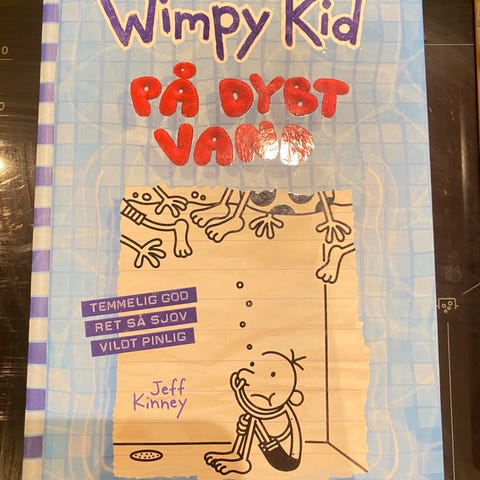 Wimpy Kid
PÅ DYBT
VAND
TEMMELIG GOD
RET SÅ SJOV
VILDT PINLIG
Jeff
Kinney